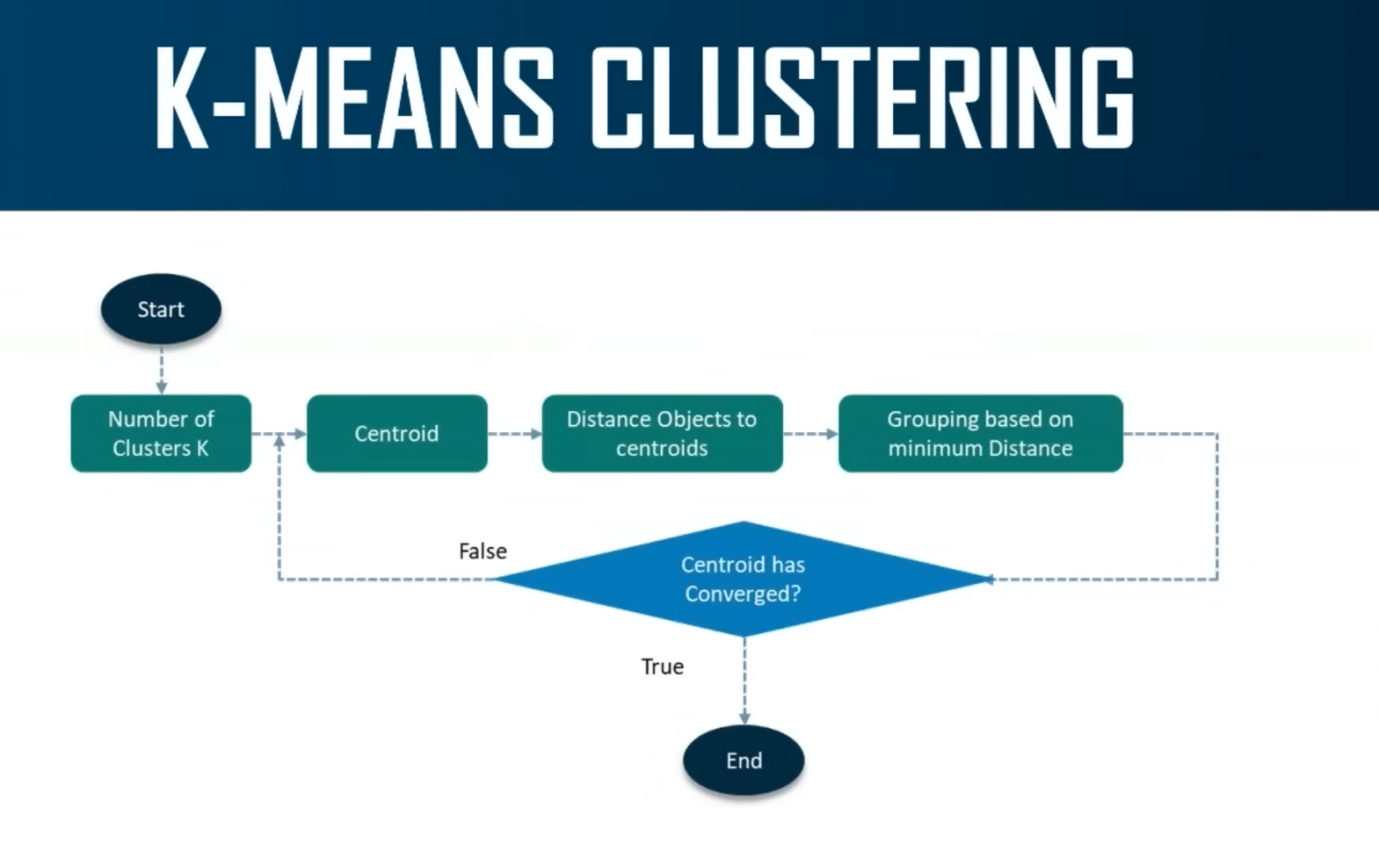 K-MEANS CLUSTERING
Start
Number of
Clusters K
Centroid
Distance Objects to
centroids
Grouping based on
minimum Distance
False
Centroid has
Converged?
True
End